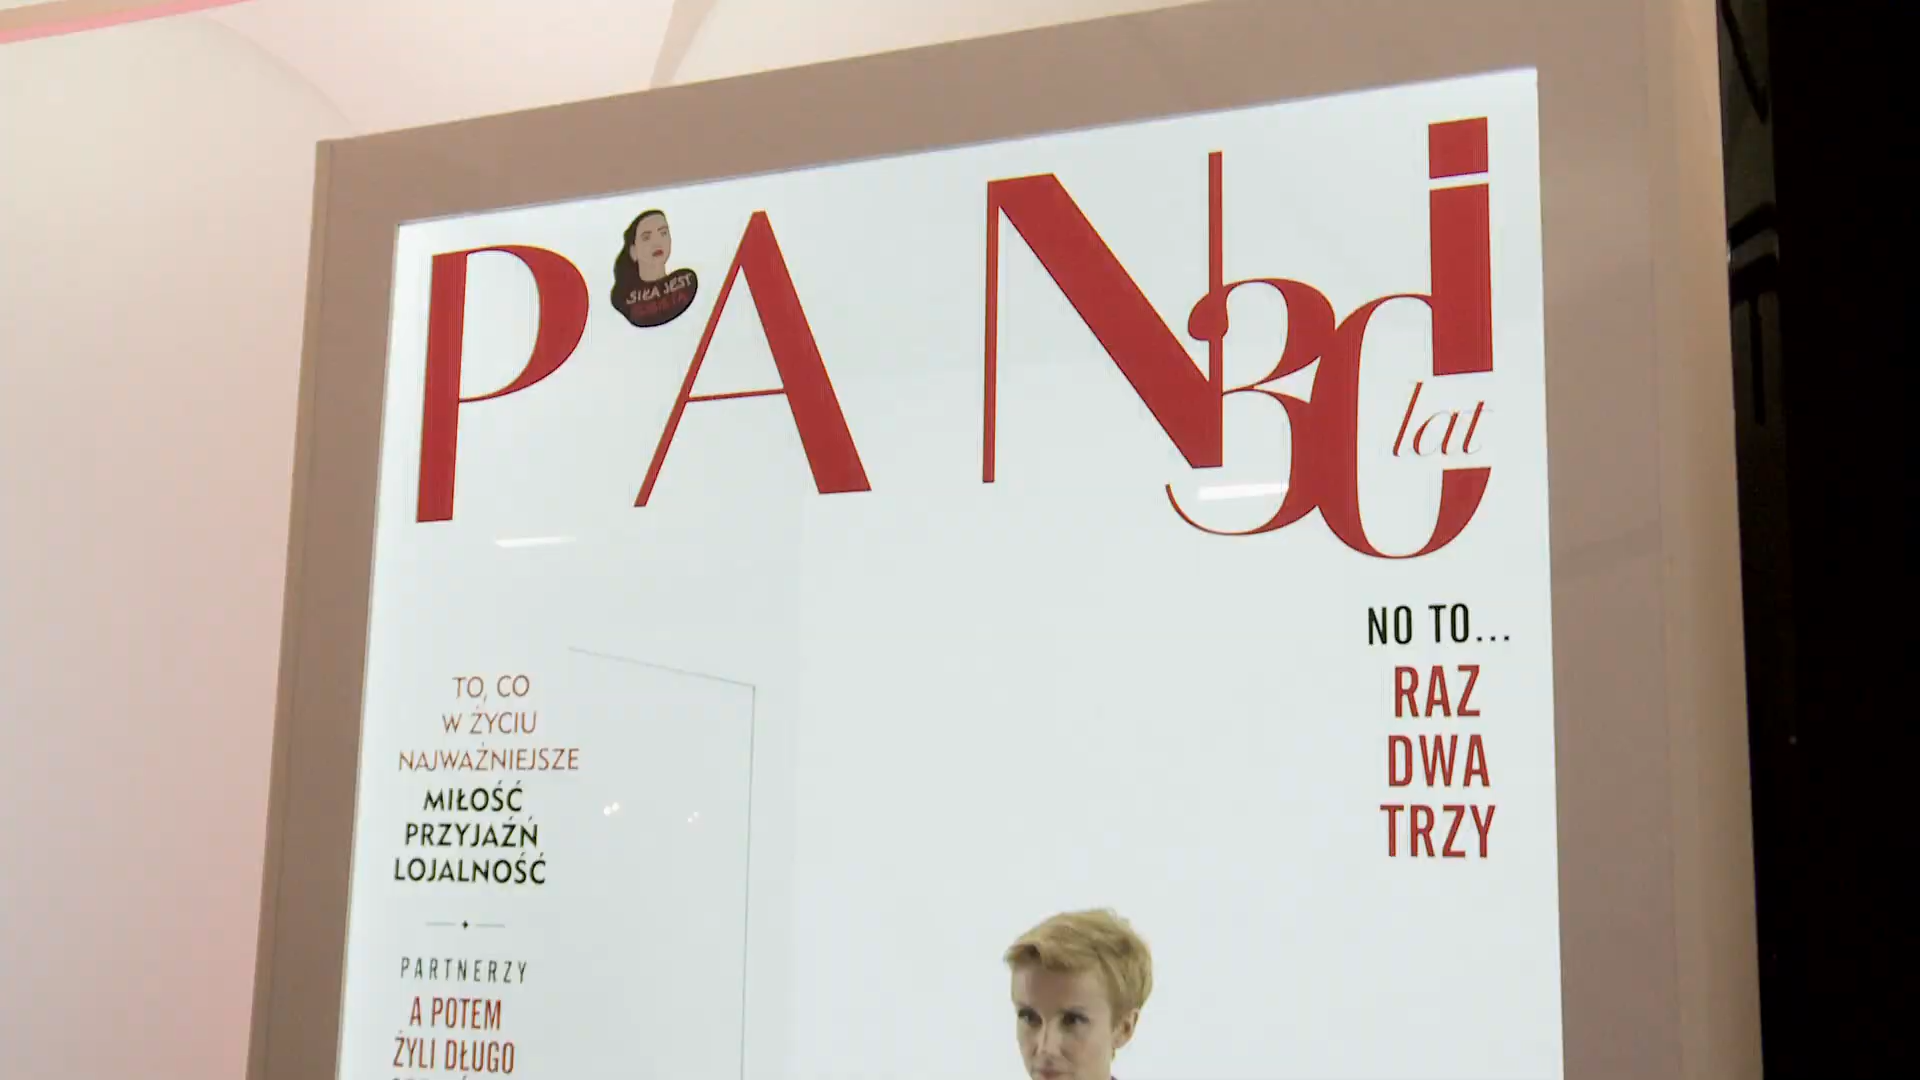 PANi
30
lat
SIŁA JEST
NO TO...
RAZ
DWA
TRZY
TO, CO
W ŻYCIU
NAJWAŻNIEJSZE
MIŁOŚĆ
PRZYJAŹŃ
LOJALNOŚĆ
PARTNERZY
A POTEM
ŻYLI DŁUGO